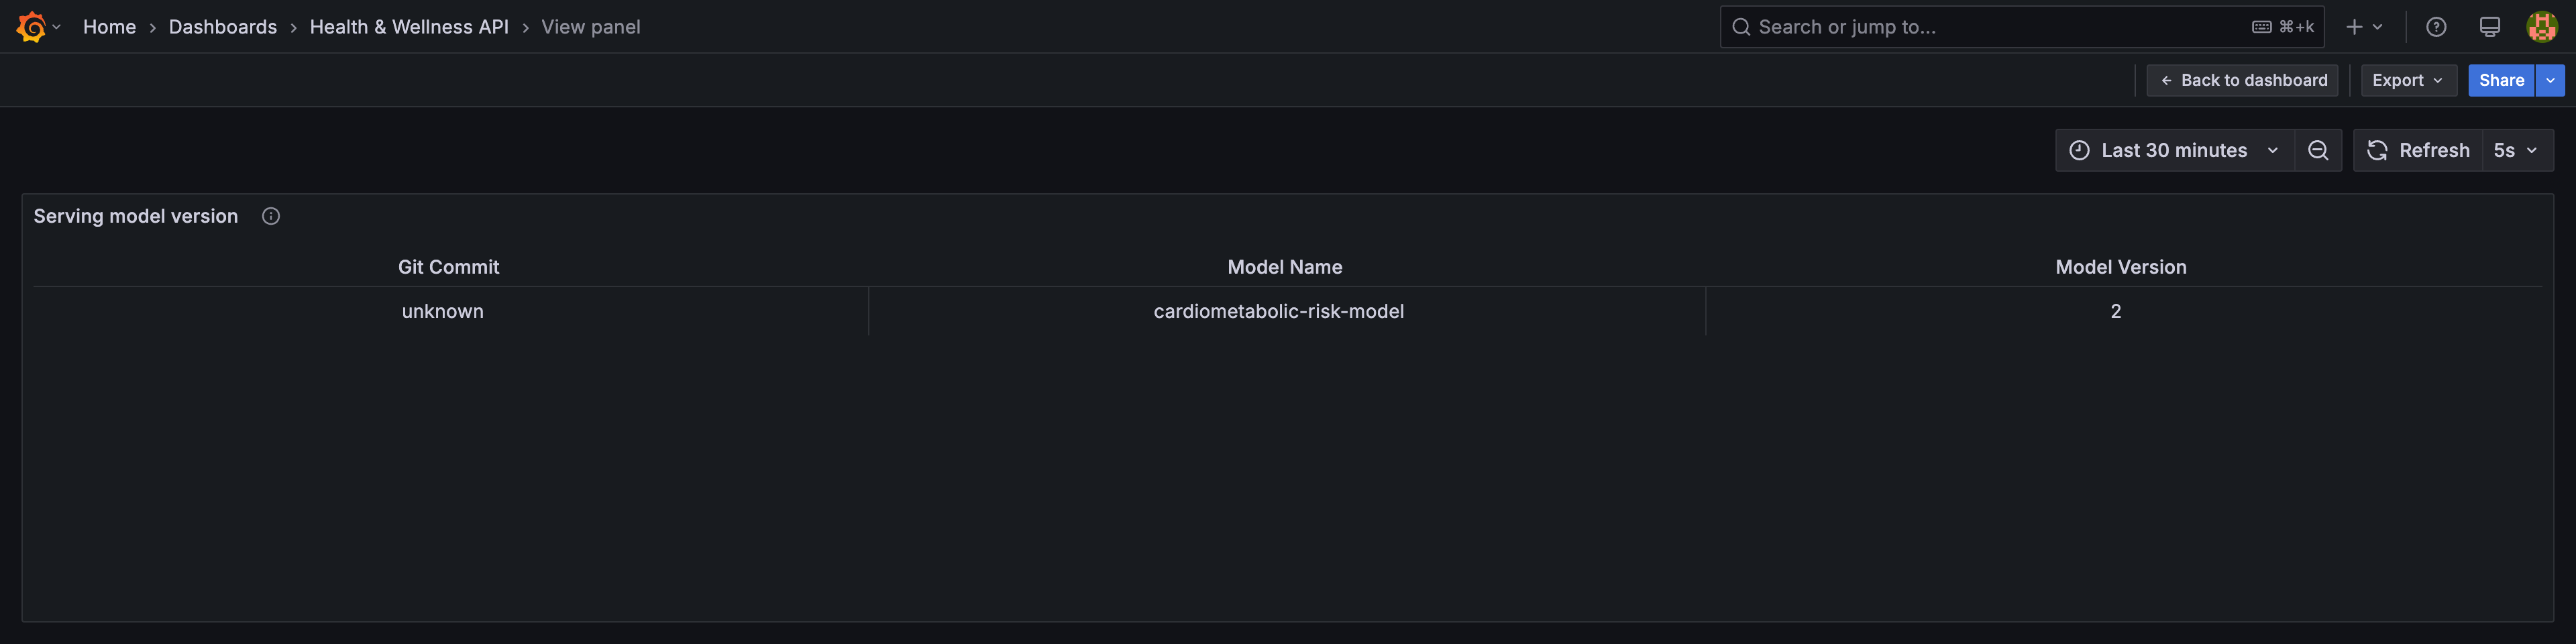 Home › Dashboards › Health & Wellness API › View panel Search or jump to... ⌘+k
← Back to dashboard Export Share
Last 30 minutes Refresh 5s
Serving model version
Git Commit Model Name Model Version
unknown cardiometabolic-risk-model 2